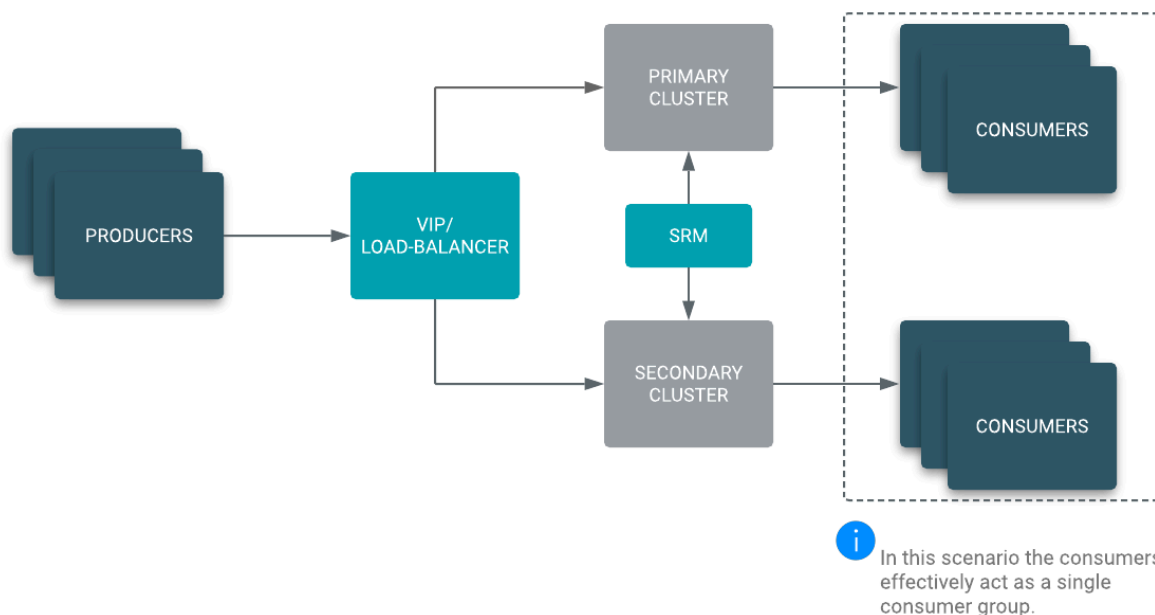 PRIMARY
CLUSTER
CONSUMERS
PRODUCERS
VIP/
LOAD-BALANCER
SRM
SECONDARY
CLUSTER
CONSUMERS
i
In this scenario the consumers
effectively act as a single
consumer group.